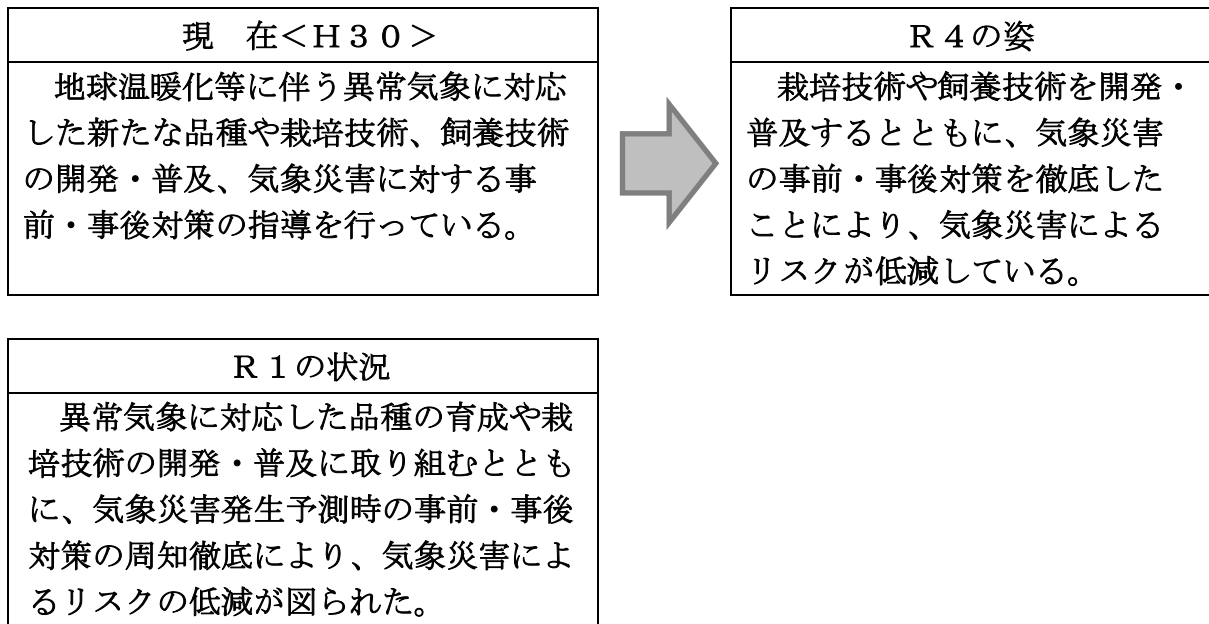 現　在＜Ｈ３０＞
地球温暖化等に伴う異常気象に対応
した新たな品種や栽培技術、飼養技術
の開発・普及、気象災害に対する事
前・事後対策の指導を行っている。
Ｒ４の姿
栽培技術や飼養技術を開発・
普及するとともに、気象災害
の事前・事後対策を徹底した
ことにより、気象災害による
リスクが低減している。
Ｒ１の状況
異常気象に対応した品種の育成や栽
培技術の開発・普及に取り組むととも
に、気象災害発生予測時の事前・事後
対策の周知徹底により、気象災害によ
るリスクの低減が図られた。